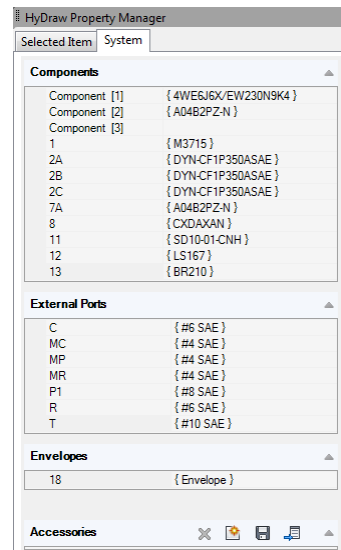 HyDraw Property Manager
Selected Item System
Components
Component [1] { 4WE6J6X/EW230N9K4 }
Component [2] { A04B2PZ-N }
Component [3]
1 { M3715 }
2A { DYN-CF1P350ASAE }
2B { DYN-CF1P350ASAE }
2C { DYN-CF1P350ASAE }
7A { A04B2PZ-N }
8 { CXDAXAN }
11 { SD10-01-CNH }
12 { LS167 }
13 { BR210 }
External Ports
C { #6 SAE }
MC { #4 SAE }
MP { #4 SAE }
MR { #4 SAE }
P1 { #8 SAE }
R { #6 SAE }
T { #10 SAE }
Envelopes
18 { Envelope }
Accessories